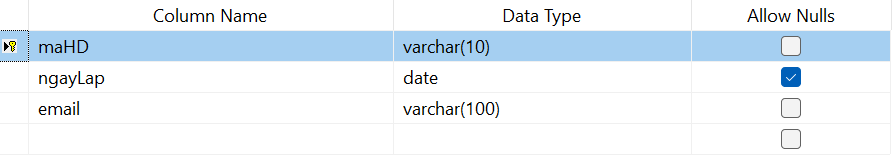 Column Name Data Type Allow Nulls
maHD varchar(10)
ngayLap date
email varchar(100)